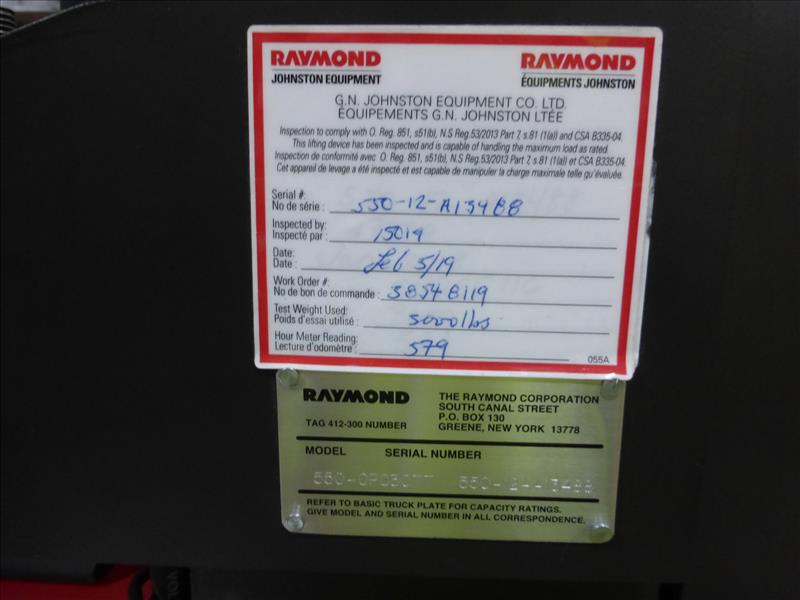 RAYMOND RAYMOND
JOHNSTON EQUIPMENT ÉQUIPEMENTS JOHNSTON
G.N. JOHNSTON EQUIPMENT CO. LTD.
ÉQUIPEMENTS G.N. JOHNSTON LTÉE
Inspection to comply with O. Reg. 851, s51(b), N.S Reg.53/2013 Part 7, s.81 (1(a)) and CSA B335-04.
This lifting device has been inspected and is capable of handling the maximum load as rated.
Inspection de conformité avec O. Reg. 851, s51(b), N.S Reg.53/2013 Part 7, s.81 (1(a)) et CSA B335-04.
Cet appareil de levage a été inspecté et est capable de manipuler la charge maximale telle qu'évaluée.
Serial #:
No de série : 550-12-A13488
Inspected by:
Inspecté par : 15019
Date:
Date : Feb 5/19
Work Order #:
No de bon de commande : 38548119
Test Weight Used:
Poids d'essai utilisé : 3000 lbs
Hour Meter Reading:
Lecture d'odomètre : 579
055A
RAYMOND THE RAYMOND CORPORATION
SOUTH CANAL STREET
P.O. BOX 130
TAG 412-300 NUMBER GREENE, NEW YORK 13778
MODEL SERIAL NUMBER
REFER TO BASIC TRUCK PLATE FOR CAPACITY RATINGS.
GIVE MODEL AND SERIAL NUMBER IN ALL CORRESPONDENCE.